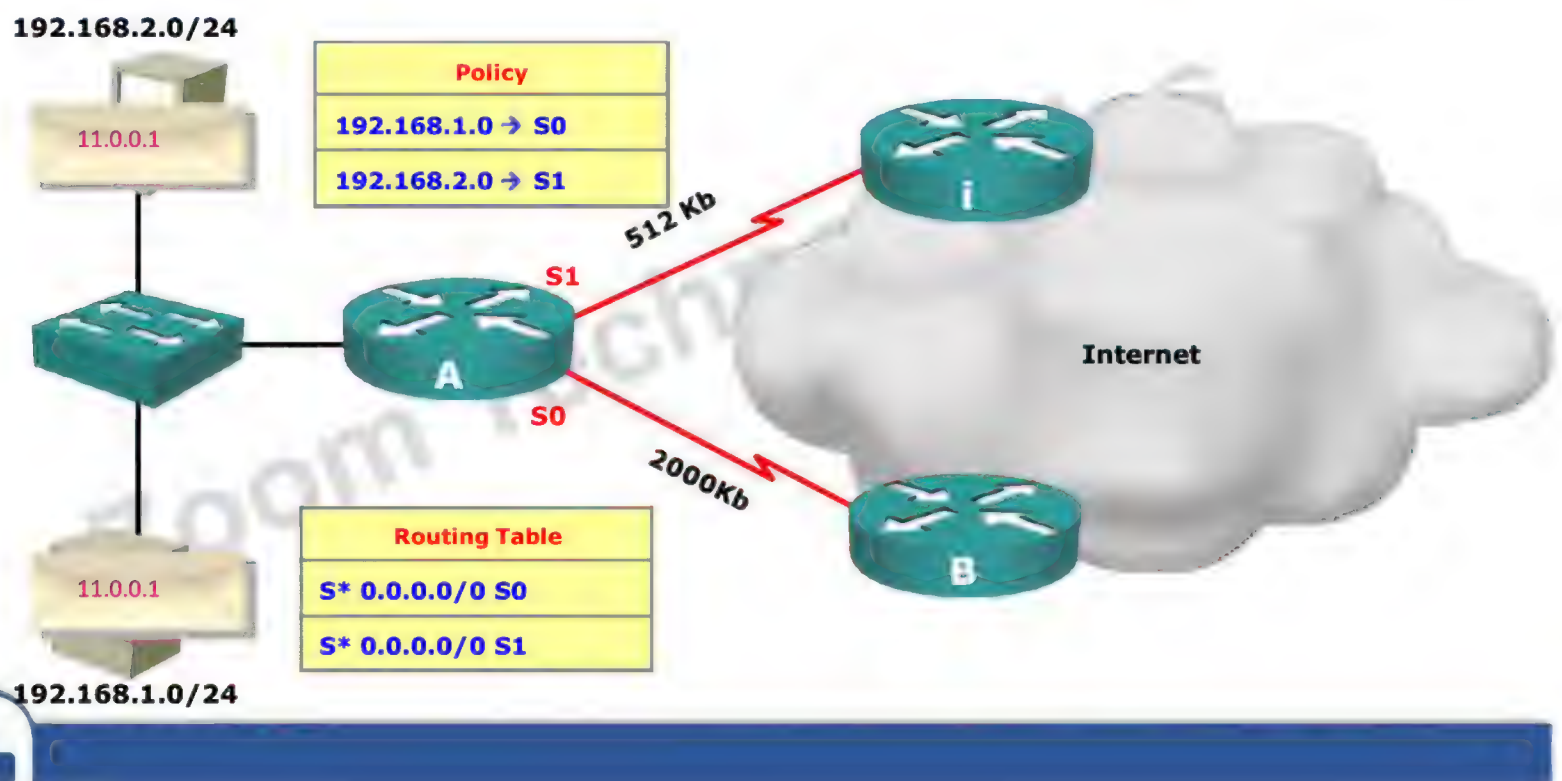 192.168.2.0/24
11.0.0.1
Policy
192.168.1.0 → S0
192.168.2.0 → S1
512 Kb
i
S1
A
S0
Internet
2000Kb
B
Routing Table
S* 0.0.0.0/0 S0
S* 0.0.0.0/0 S1
11.0.0.1
192.168.1.0/24